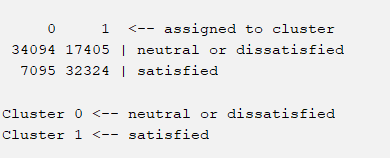 0 1 <-- assigned to cluster
34094 17405 | neutral or dissatisfied
7095 32324 | satisfied
Cluster 0 <-- neutral or dissatisfied
Cluster 1 <-- satisfied